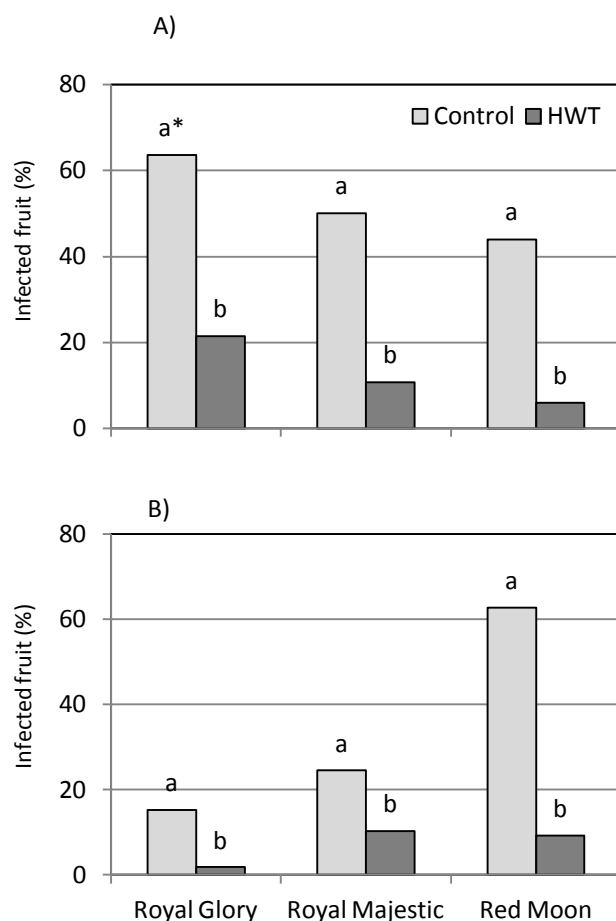 A)
80
60
40
20
0
Infected fruit (%)
Control HWT
a*
b
a
b
a
b
B)
80
60
40
20
0
Infected fruit (%)
a
b
a
b
a
b
Royal Glory Royal Majestic Red Moon